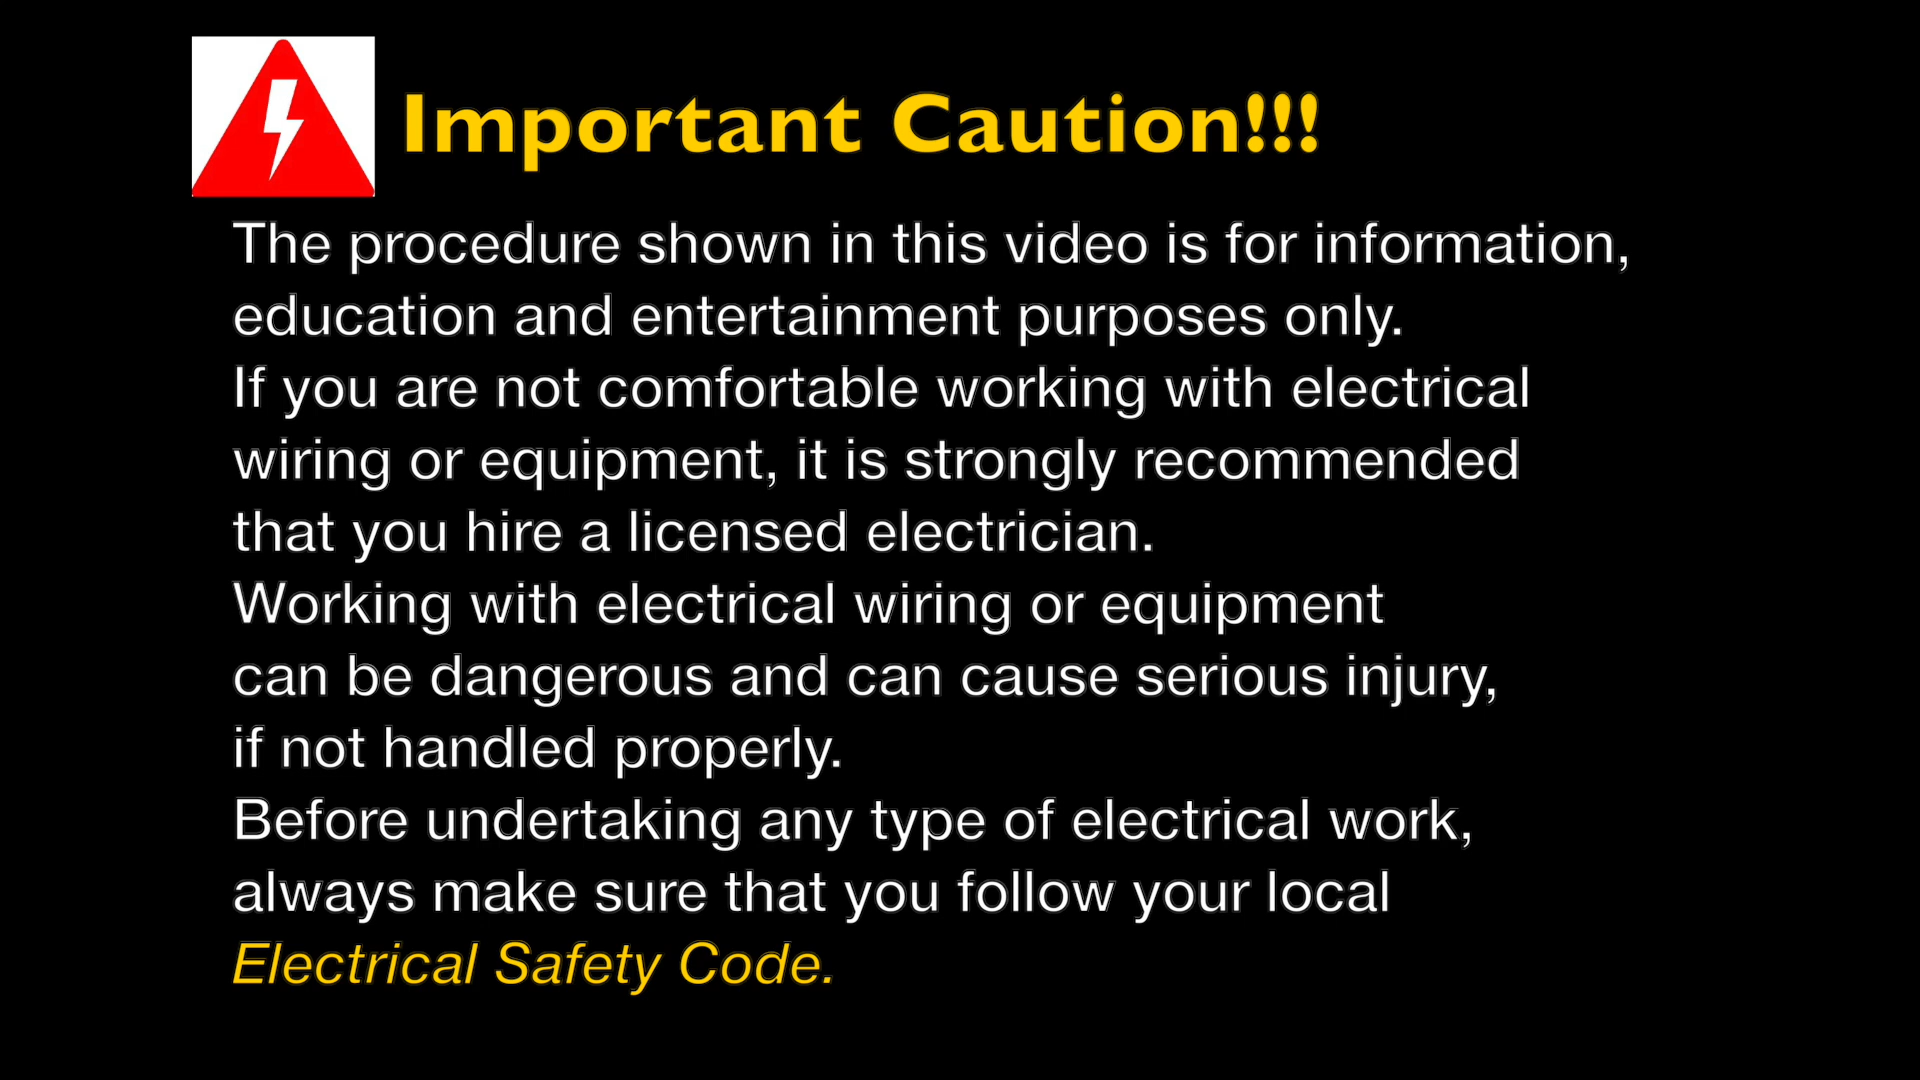 Important Caution!!!
The procedure shown in this video is for information,
education and entertainment purposes only.
If you are not comfortable working with electrical
wiring or equipment, it is strongly recommended
that you hire a licensed electrician.
Working with electrical wiring or equipment
can be dangerous and can cause serious injury,
if not handled properly.
Before undertaking any type of electrical work,
always make sure that you follow your local
Electrical Safety Code.